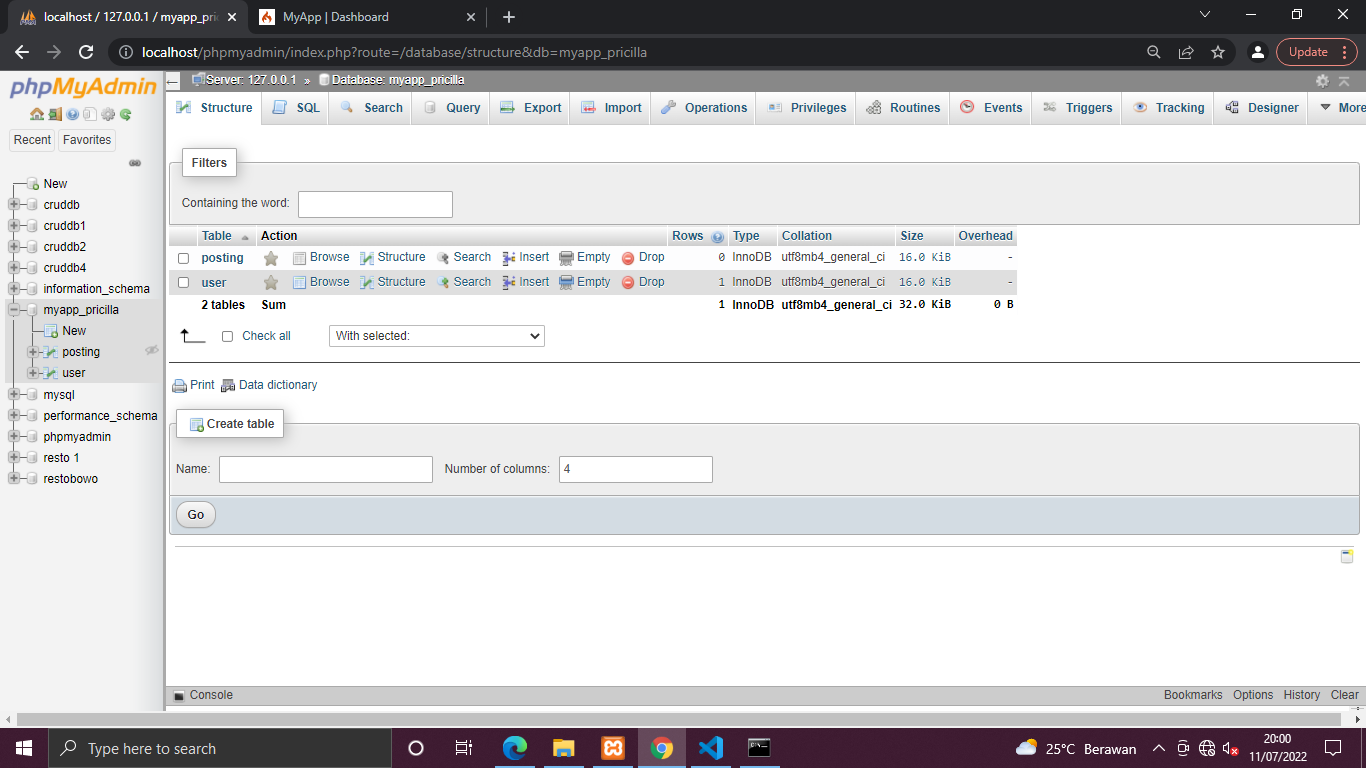 localhost / 127.0.0.1 / myapp_pri
MyApp | Dashboard
localhost/phpmyadmin/index.php?route=/database/structure&db=myapp_pricilla
Update
phpMyAdmin
Recent Favorites
New
cruddb
cruddb1
cruddb2
cruddb4
information_schema
myapp_pricilla
New
posting
user
mysql
performance_schema
phpmyadmin
resto 1
restobowo
Server: 127.0.0.1 » Database: myapp_pricilla
Structure SQL Search Query Export Import Operations Privileges Routines Events Triggers Tracking Designer More
Filters
Containing the word:
Table Action Rows Type Collation Size Overhead
posting Browse Structure Search Insert Empty Drop 0 InnoDB utf8mb4_general_ci 16.0 KiB -
user Browse Structure Search Insert Empty Drop 1 InnoDB utf8mb4_general_ci 16.0 KiB -
2 tables Sum 1 InnoDB utf8mb4_general_ci 32.0 KiB 0 B
Check all With selected:
Print Data dictionary
Create table
Name: Number of columns: 4
Go
Console Bookmarks Options History Clear
Type here to search
25°C Berawan
20:00
11/07/2022